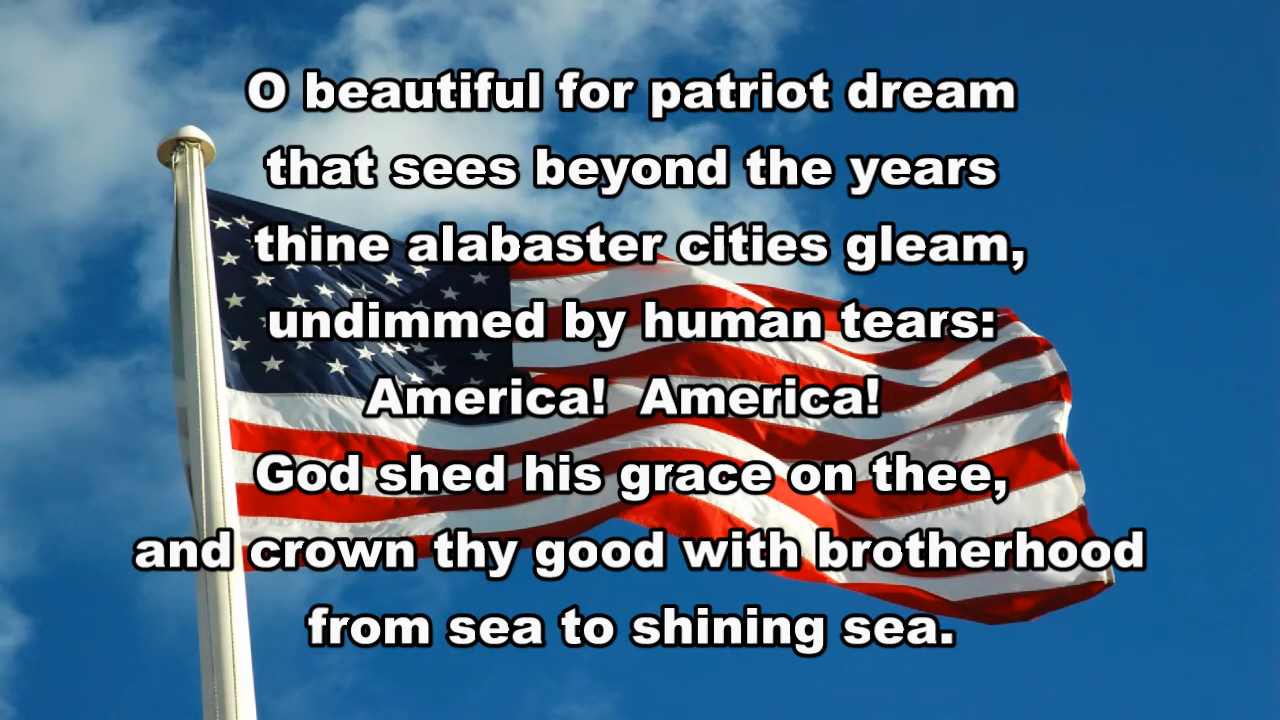 O beautiful for patriot dream
that sees beyond the years
thine alabaster cities gleam,
undimmed by human tears:
America!  America!
God shed his grace on thee,
and crown thy good with brotherhood
from sea to shining sea.